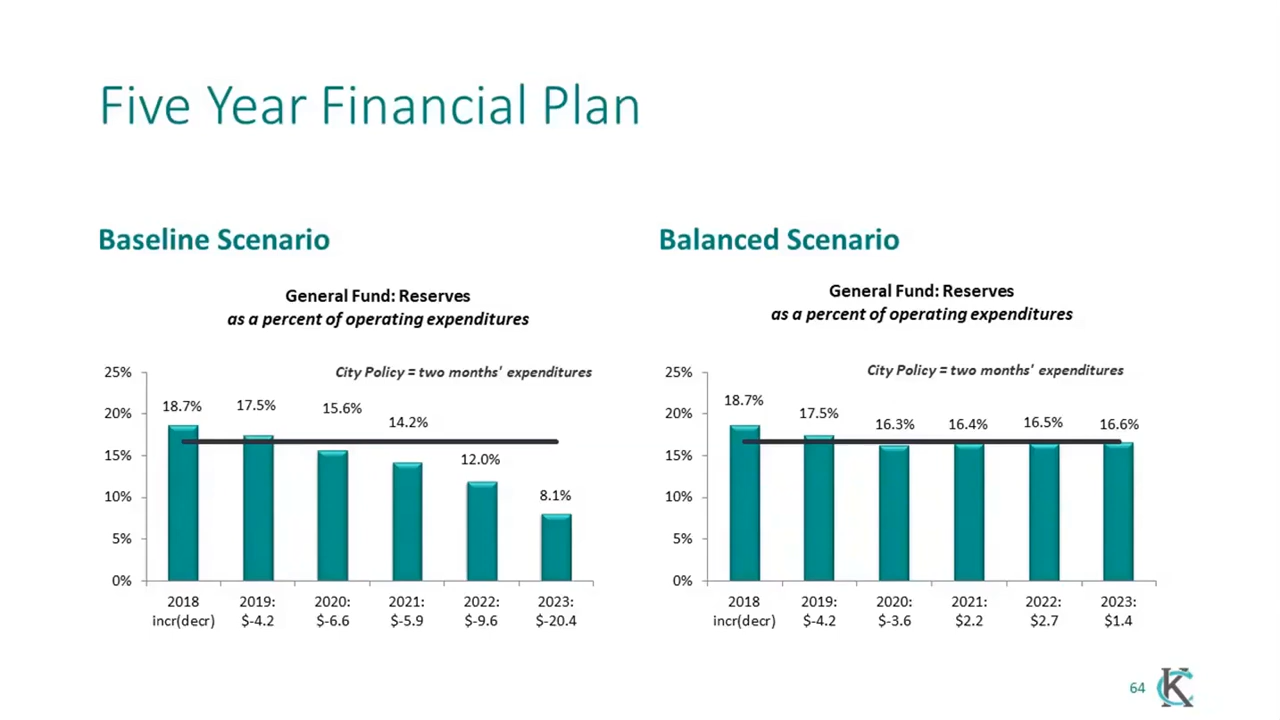 Five Year Financial Plan
Baseline Scenario
General Fund: Reserves
as a percent of operating expenditures
City Policy = two months' expenditures
25%
20%
15%
10%
5%
0%
18.7%
17.5%
15.6%
14.2%
12.0%
8.1%
2018 2019: 2020: 2021: 2022: 2023:
incr(decr) $-4.2 $-6.6 $-5.9 $-9.6 $-20.4
Balanced Scenario
General Fund: Reserves
as a percent of operating expenditures
City Policy = two months' expenditures
25%
20%
15%
10%
5%
0%
18.7%
17.5%
16.3%
16.4%
16.5%
16.6%
2018 2019: 2020: 2021: 2022: 2023:
incr(decr) $-4.2 $-3.6 $2.2 $2.7 $1.4
64
KC